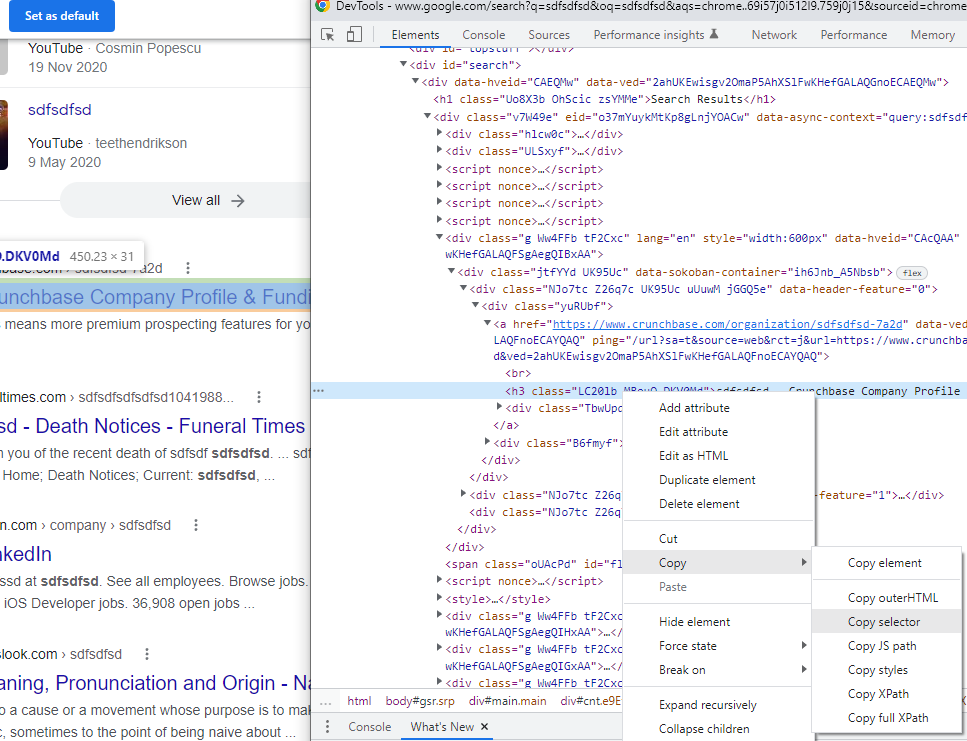 Set as default
YouTube · Cosmin Popescu
19 Nov 2020
sdfsdfsd
YouTube · teethendrikson
9 May 2020
View all
.DKV0Md 450.23 × 31
unchbase Company Profile & Fundi
s means more premium prospecting features for yo
ltimes.com › sdfsdfsdfsdfsd1041988...
sd - Death Notices - Funeral Times
n you of the recent death of sdfsdf sdfsdfsd. ... sdf
Home; Death Notices; Current: sdfsdfsd, ...
n.com › company › sdfsdfsd
nkedIn
ssd at sdfsdfsd. See all employees. Browse jobs.
iOS Developer jobs. 36,908 open jobs ...
slook.com › sdfsdfsd
aning, Pronunciation and Origin - Na
o a cause or a movement whose purpose is to mak
c, sometimes to the point of being naive about ...
DevTools - www.google.com/search?q=sdfsdfsd&oq=sdfsdfsd&aqs=chrome..69i57j0i512l9.759j0j15&sourceid=chrome
Elements Console Sources Performance insights Network Performance Memory
<div id="topstuff"></div>
<div id="search">
<div data-hveid="CAEQMw" data-ved="2ahUKEwisgv2OmaP5AhXSlFwKHefGALAQGnoECAEQMw">
<h1 class="Uo8X3b OhScic zsYMMe">Search Results</h1>
<div class="v7W49e" eid="o37mYuykMtKp8gLnjYOACw" data-async-context="query:sdfsdf
<div class="hlcw0c">…</div>
<div class="ULSxyf">…</div>
<script nonce>…</script>
<script nonce>…</script>
<script nonce>…</script>
<script nonce>…</script>
<div class="g Ww4FFb tF2Cxc" lang="en" style="width:600px" data-hveid="CAcQAA"
wKHefGALAQFSgAegQIBxAA">
<div class="jtfYYd UK95Uc" data-sokoban-container="ih6Jnb_A5Nbsb"> flex
<div class="NJo7tc Z26q7c UK95Uc uUuwM jGGQ5e" data-header-feature="0">
<div class="yuRUbf">
<a href="https://www.crunchbase.com/organization/sdfsdfsd-7a2d" data-ved
LAQFnoECAYQAQ" ping="/url?sa=t&source=web&rct=j&url=https://www.crunchba
d&ved=2ahUKEwisgv2OmaP5AhXSlFwKHefGALAQFnoECAYQAQ">
<br>
<h3 class="LC20lb MBeuO DKV0Md">sdfsdfsd - Crunchbase Company Profile
<div class="TbwUpd
</a>
<div class="B6fmyf">
</div>
</div>
<div class="NJo7tc Z26q -feature="1">…</div>
<div class="NJo7tc Z26q
</div>
</div>
<span class="oUAcPd" id="fl
<script nonce>…</script>
<style>…</style>
<div class="g Ww4FFb tF2Cxc
wKHefGALAQFSgAegQIHxAA">…</
<div class="g Ww4FFb tF2Cxc
wKHefGALAQFSgAegQIGxAA">…</
<div class="g Ww4FFb tF2Cxc
Add attribute
Edit attribute
Edit as HTML
Duplicate element
Delete element
Cut
Copy
Paste
Hide element
Force state
Break on
Expand recursively
Collapse children
Copy element
Copy outerHTML
Copy selector
Copy JS path
Copy styles
Copy XPath
Copy full XPath
... html body#gsr.srp div#main.main div#cnt.e9E
Console What's New ✕